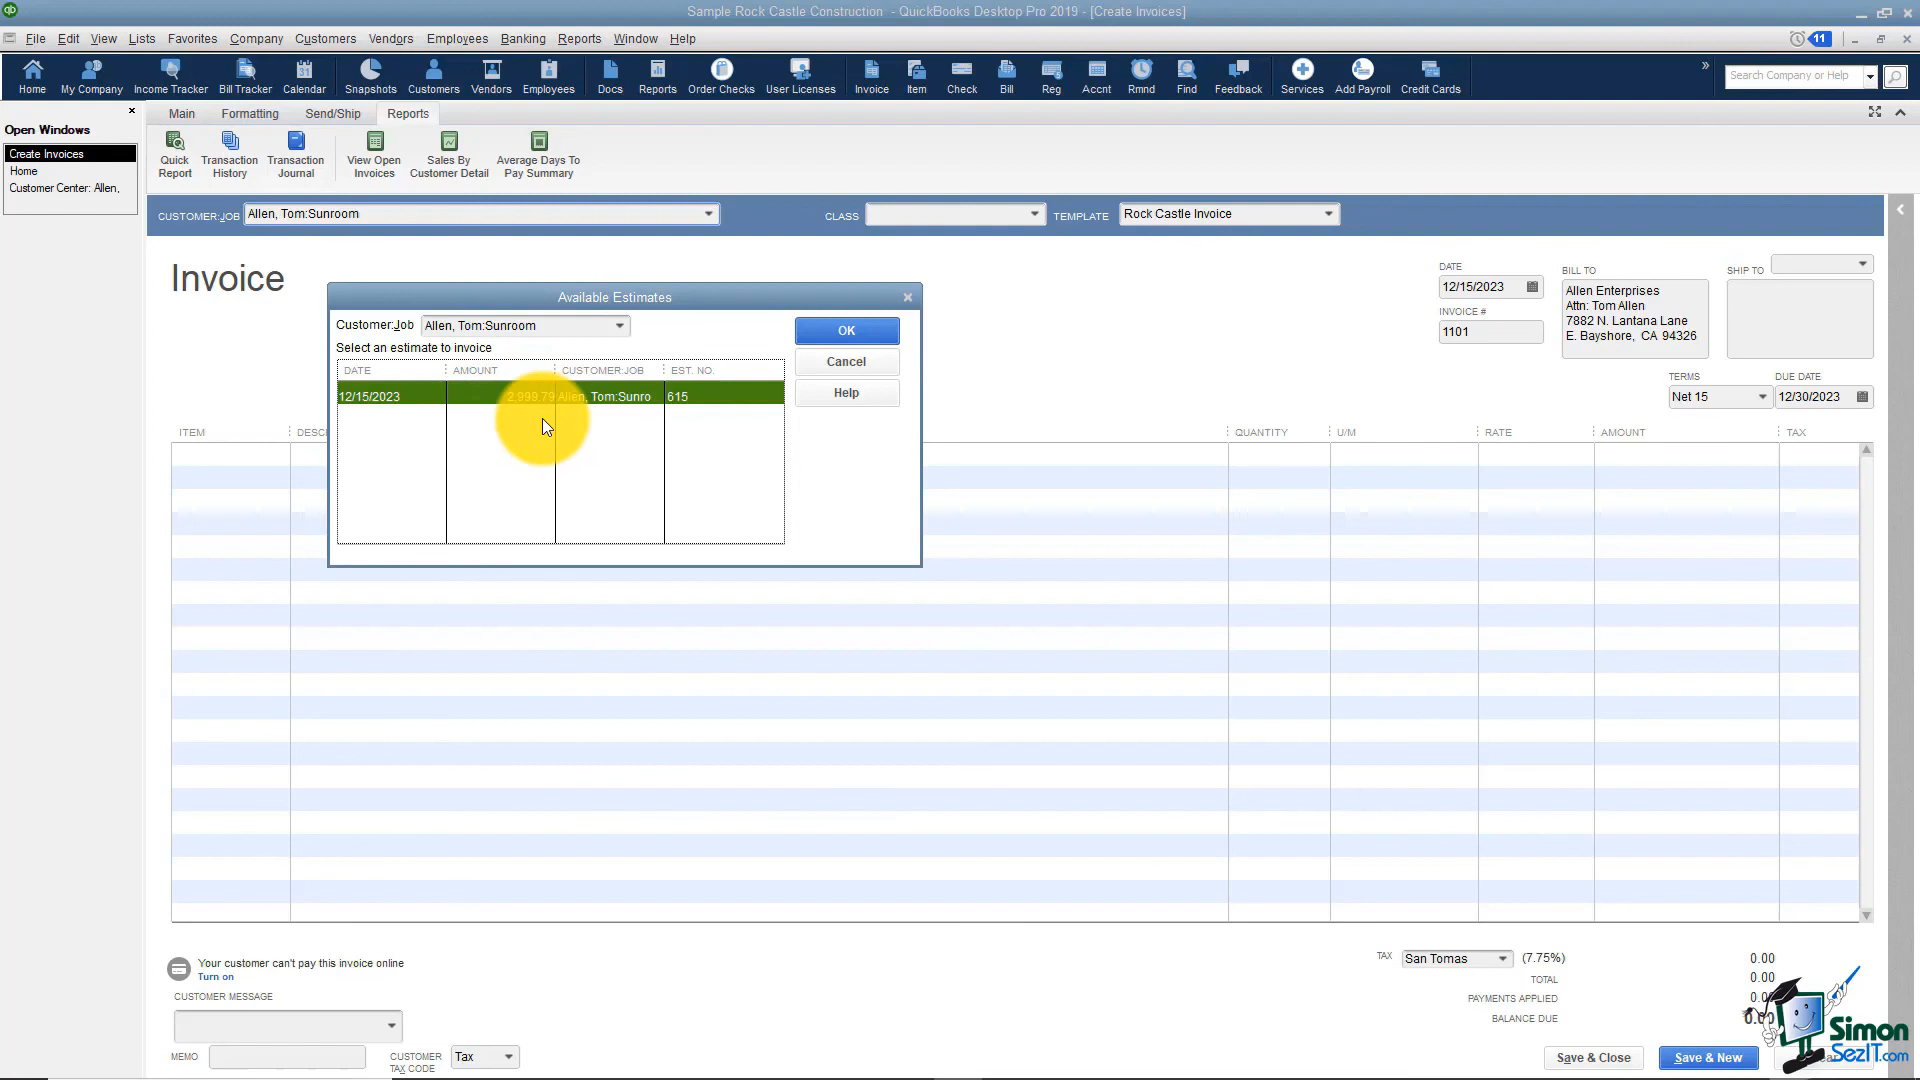 Sample Rock Castle Construction - QuickBooks Desktop Pro 2019 - [Create Invoices]
File Edit View Lists Favorites Company Customers Vendors Employees Banking Reports Window Help
11
Home My Company Income Tracker Bill Tracker Calendar Snapshots Customers Vendors Employees Docs Reports Order Checks User Licenses Invoice Item Check Bill Reg Accnt Rmnd Find Feedback Services Add Payroll Credit Cards
Search Company or Help
Open Windows
Create Invoices
Home
Customer Center: Allen,
Main Formatting Send/Ship Reports
Quick Report
Transaction History
Transaction Journal
View Open Invoices
Sales By Customer Detail
Average Days To Pay Summary
CUSTOMER:JOB Allen, Tom:Sunroom CLASS TEMPLATE Rock Castle Invoice
Invoice
DATE
12/15/2023
INVOICE #
1101
BILL TO
Allen Enterprises
Attn: Tom Allen
7882 N. Lantana Lane
E. Bayshore, CA 94326
SHIP TO
TERMS
Net 15
DUE DATE
12/30/2023
Available Estimates
Customer:Job Allen, Tom:Sunroom
Select an estimate to invoice
DATE AMOUNT CUSTOMER:JOB EST. NO.
12/15/2023 2,999.79 Allen, Tom:Sunro 615
OK
Cancel
Help
ITEM DESCR QUANTITY U/M RATE AMOUNT TAX
Your customer can't pay this invoice online
Turn on
CUSTOMER MESSAGE
MEMO
CUSTOMER TAX CODE Tax
TAX San Tomas (7.75%) 0.00
TOTAL 0.00
PAYMENTS APPLIED 0.00
BALANCE DUE 0.00
Save & Close Save & New
Simon
SezIT.com